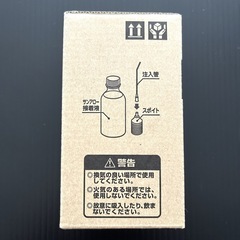 注入管
サンアロー
接着液
スポイト
警告
●換気の良い場所で使用
してください。
●火気のある場所では、
使用しないでください。
●故意に吸入したり、飲ま
ないでください。